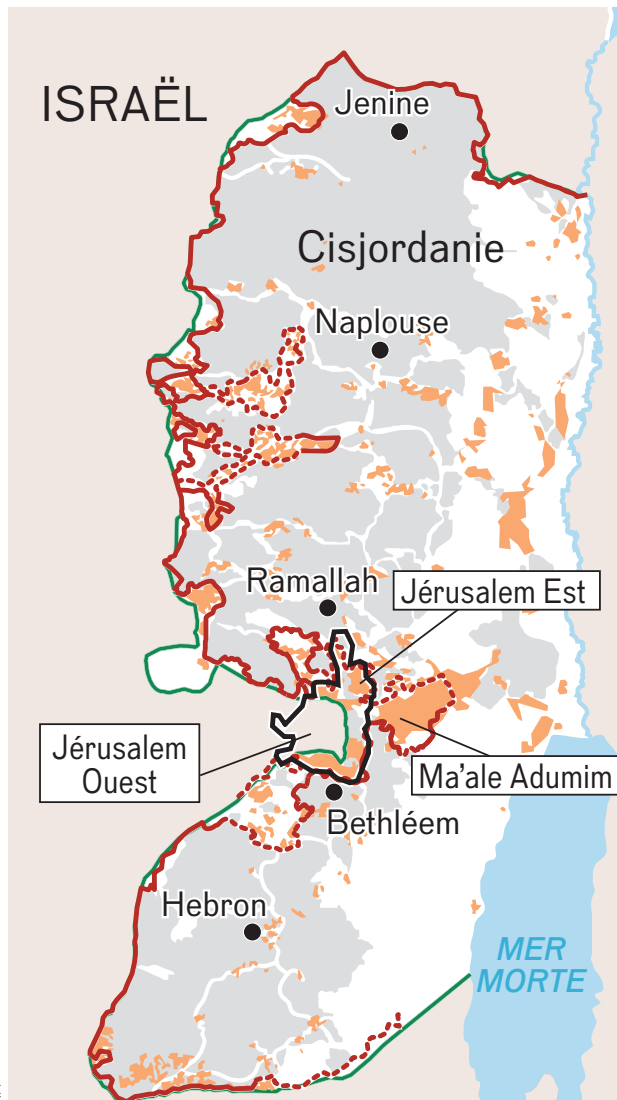 ISRAËL
Jenine
Cisjordanie
Naplouse
Ramallah
Jérusalem Est
Jérusalem
Ouest
Ma'ale Adumim
Bethléem
Hebron
MER
MORTE